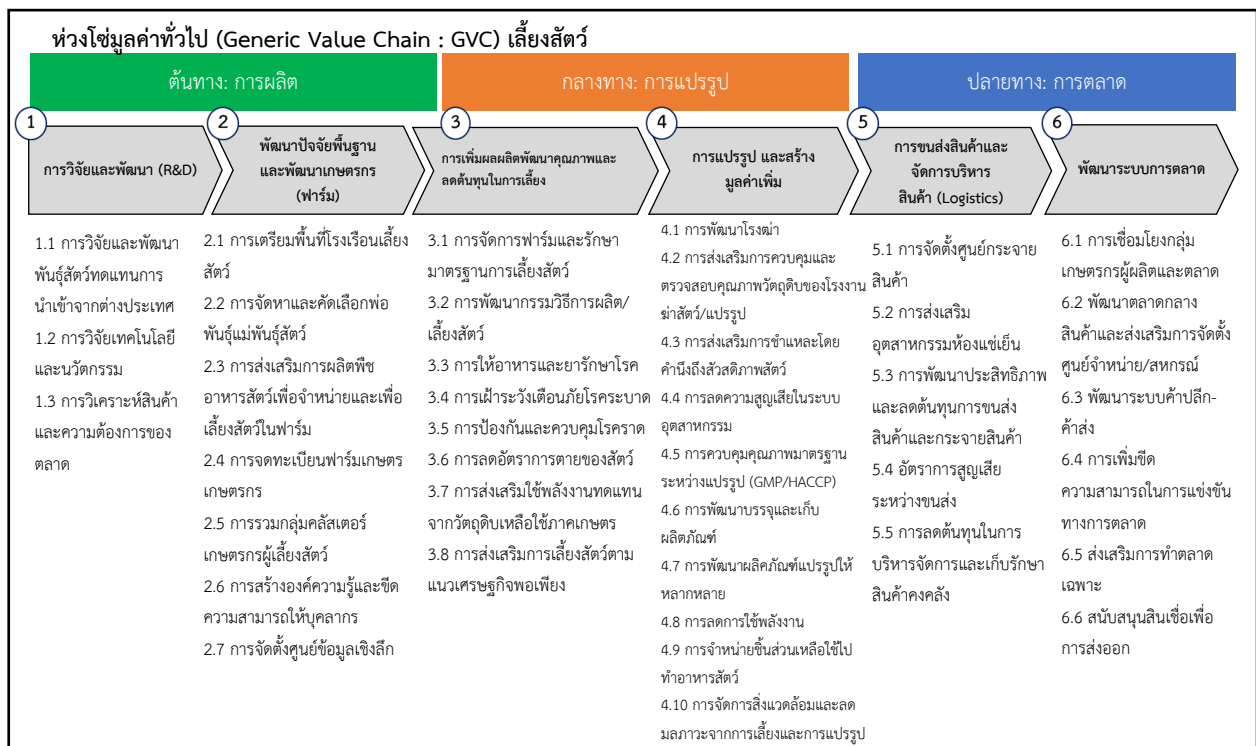 ห่วงโซ่มูลค่าทั่วไป (Generic Value Chain : GVC) เลี้ยงสัตว์
ต้นทาง: การผลิต
กลางทาง: การแปรรูป
ปลายทาง: การตลาด
1
การวิจัยและพัฒนา (R&D)
2
พัฒนาปัจจัยพื้นฐาน
และพัฒนาเกษตรกร
(ฟาร์ม)
3
การเพิ่มผลผลิตพัฒนาคุณภาพและ
ลดต้นทุนในการเลี้ยง
4
การแปรรูป และสร้าง
มูลค่าเพิ่ม
5
การขนส่งสินค้าและ
จัดการบริหาร
สินค้า (Logistics)
6
พัฒนาระบบการตลาด
1.1 การวิจัยและพัฒนา
พันธุ์สัตว์ทดแทนการ
นำเข้าจากต่างประเทศ
1.2 การวิจัยเทคโนโลยี
และนวัตกรรม
1.3 การวิเคราะห์สินค้า
และความต้องการของ
ตลาด
2.1 การเตรียมพื้นที่โรงเรือนเลี้ยง
สัตว์
2.2 การจัดหาและคัดเลือกพ่อ
พันธุ์แม่พันธุ์สัตว์
2.3 การส่งเสริมการผลิตพืช
อาหารสัตว์เพื่อจำหน่ายและเพื่อ
เลี้ยงสัตว์ในฟาร์ม
2.4 การจดทะเบียนฟาร์มเกษตร
เกษตรกร
2.5 การรวมกลุ่มคลัสเตอร์
เกษตรกรผู้เลี้ยงสัตว์
2.6 การสร้างองค์ความรู้และขีด
ความสามารถให้บุคลากร
2.7 การจัดตั้งศูนย์ข้อมูลเชิงลึก
3.1 การจัดการฟาร์มและรักษา
มาตรฐานการเลี้ยงสัตว์
3.2 การพัฒนากรรมวิธีการผลิต/
เลี้ยงสัตว์
3.3 การให้อาหารและยารักษาโรค
3.4 การเฝ้าระวังเตือนภัยโรคระบาด
3.5 การป้องกันและควบคุมโรคราด
3.6 การลดอัตราการตายของสัตว์
3.7 การส่งเสริมใช้พลังงานทดแทน
จากวัตถุดิบเหลือใช้ภาคเกษตร
3.8 การส่งเสริมการเลี้ยงสัตว์ตาม
แนวเศรษฐกิจพอเพียง
4.1 การพัฒนาโรงฆ่า
4.2 การส่งเสริมการควบคุมและ
ตรวจสอบคุณภาพวัตถุดิบของโรงงาน
ฆ่าสัตว์/แปรรูป
4.3 การส่งเสริมการชำแหละโดย
คำนึงถึงสัวสดิภาพสัตว์
4.4 การลดความสูญเสียในระบบ
อุตสาหกรรม
4.5 การควบคุมคุณภาพมาตรฐาน
ระหว่างแปรรูป (GMP/HACCP)
4.6 การพัฒนาบรรจุและเก็บ
ผลิตภัณฑ์
4.7 การพัฒนาผลิคภัณฑ์แปรรูปให้
หลากหลาย
4.8 การลดการใช้พลังงาน
4.9 การจำหน่ายชิ้นส่วนเหลือใช้ไป
ทำอาหารสัตว์
4.10 การจัดการสิ่งแวดล้อมและลด
มลภาวะจากการเลี้ยงและการแปรรูป
5.1 การจัดตั้งศูนย์กระจาย
สินค้า
5.2 การส่งเสริม
อุตสาหกรรมห้องแช่เย็น
5.3 การพัฒนาประสิทธิภาพ
และลดต้นทุนการขนส่ง
สินค้าและกระจายสินค้า
5.4 อัตราการสูญเสีย
ระหว่างขนส่ง
5.5 การลดต้นทุนในการ
บริหารจัดการและเก็บรักษา
สินค้าคงคลัง
6.1 การเชื่อมโยงกลุ่ม
เกษตรกรผู้ผลิตและตลาด
6.2 พัฒนาตลาดกลาง
สินค้าและส่งเสริมการจัดตั้ง
ศูนย์จำหน่าย/สหกรณ์
6.3 พัฒนาระบบค้าปลีก-
ค้าส่ง
6.4 การเพิ่มขีด
ความสามารถในการแข่งขัน
ทางการตลาด
6.5 ส่งเสริมการทำตลาด
เฉพาะ
6.6 สนับสนุนสินเชื่อเพื่อ
การส่งออก